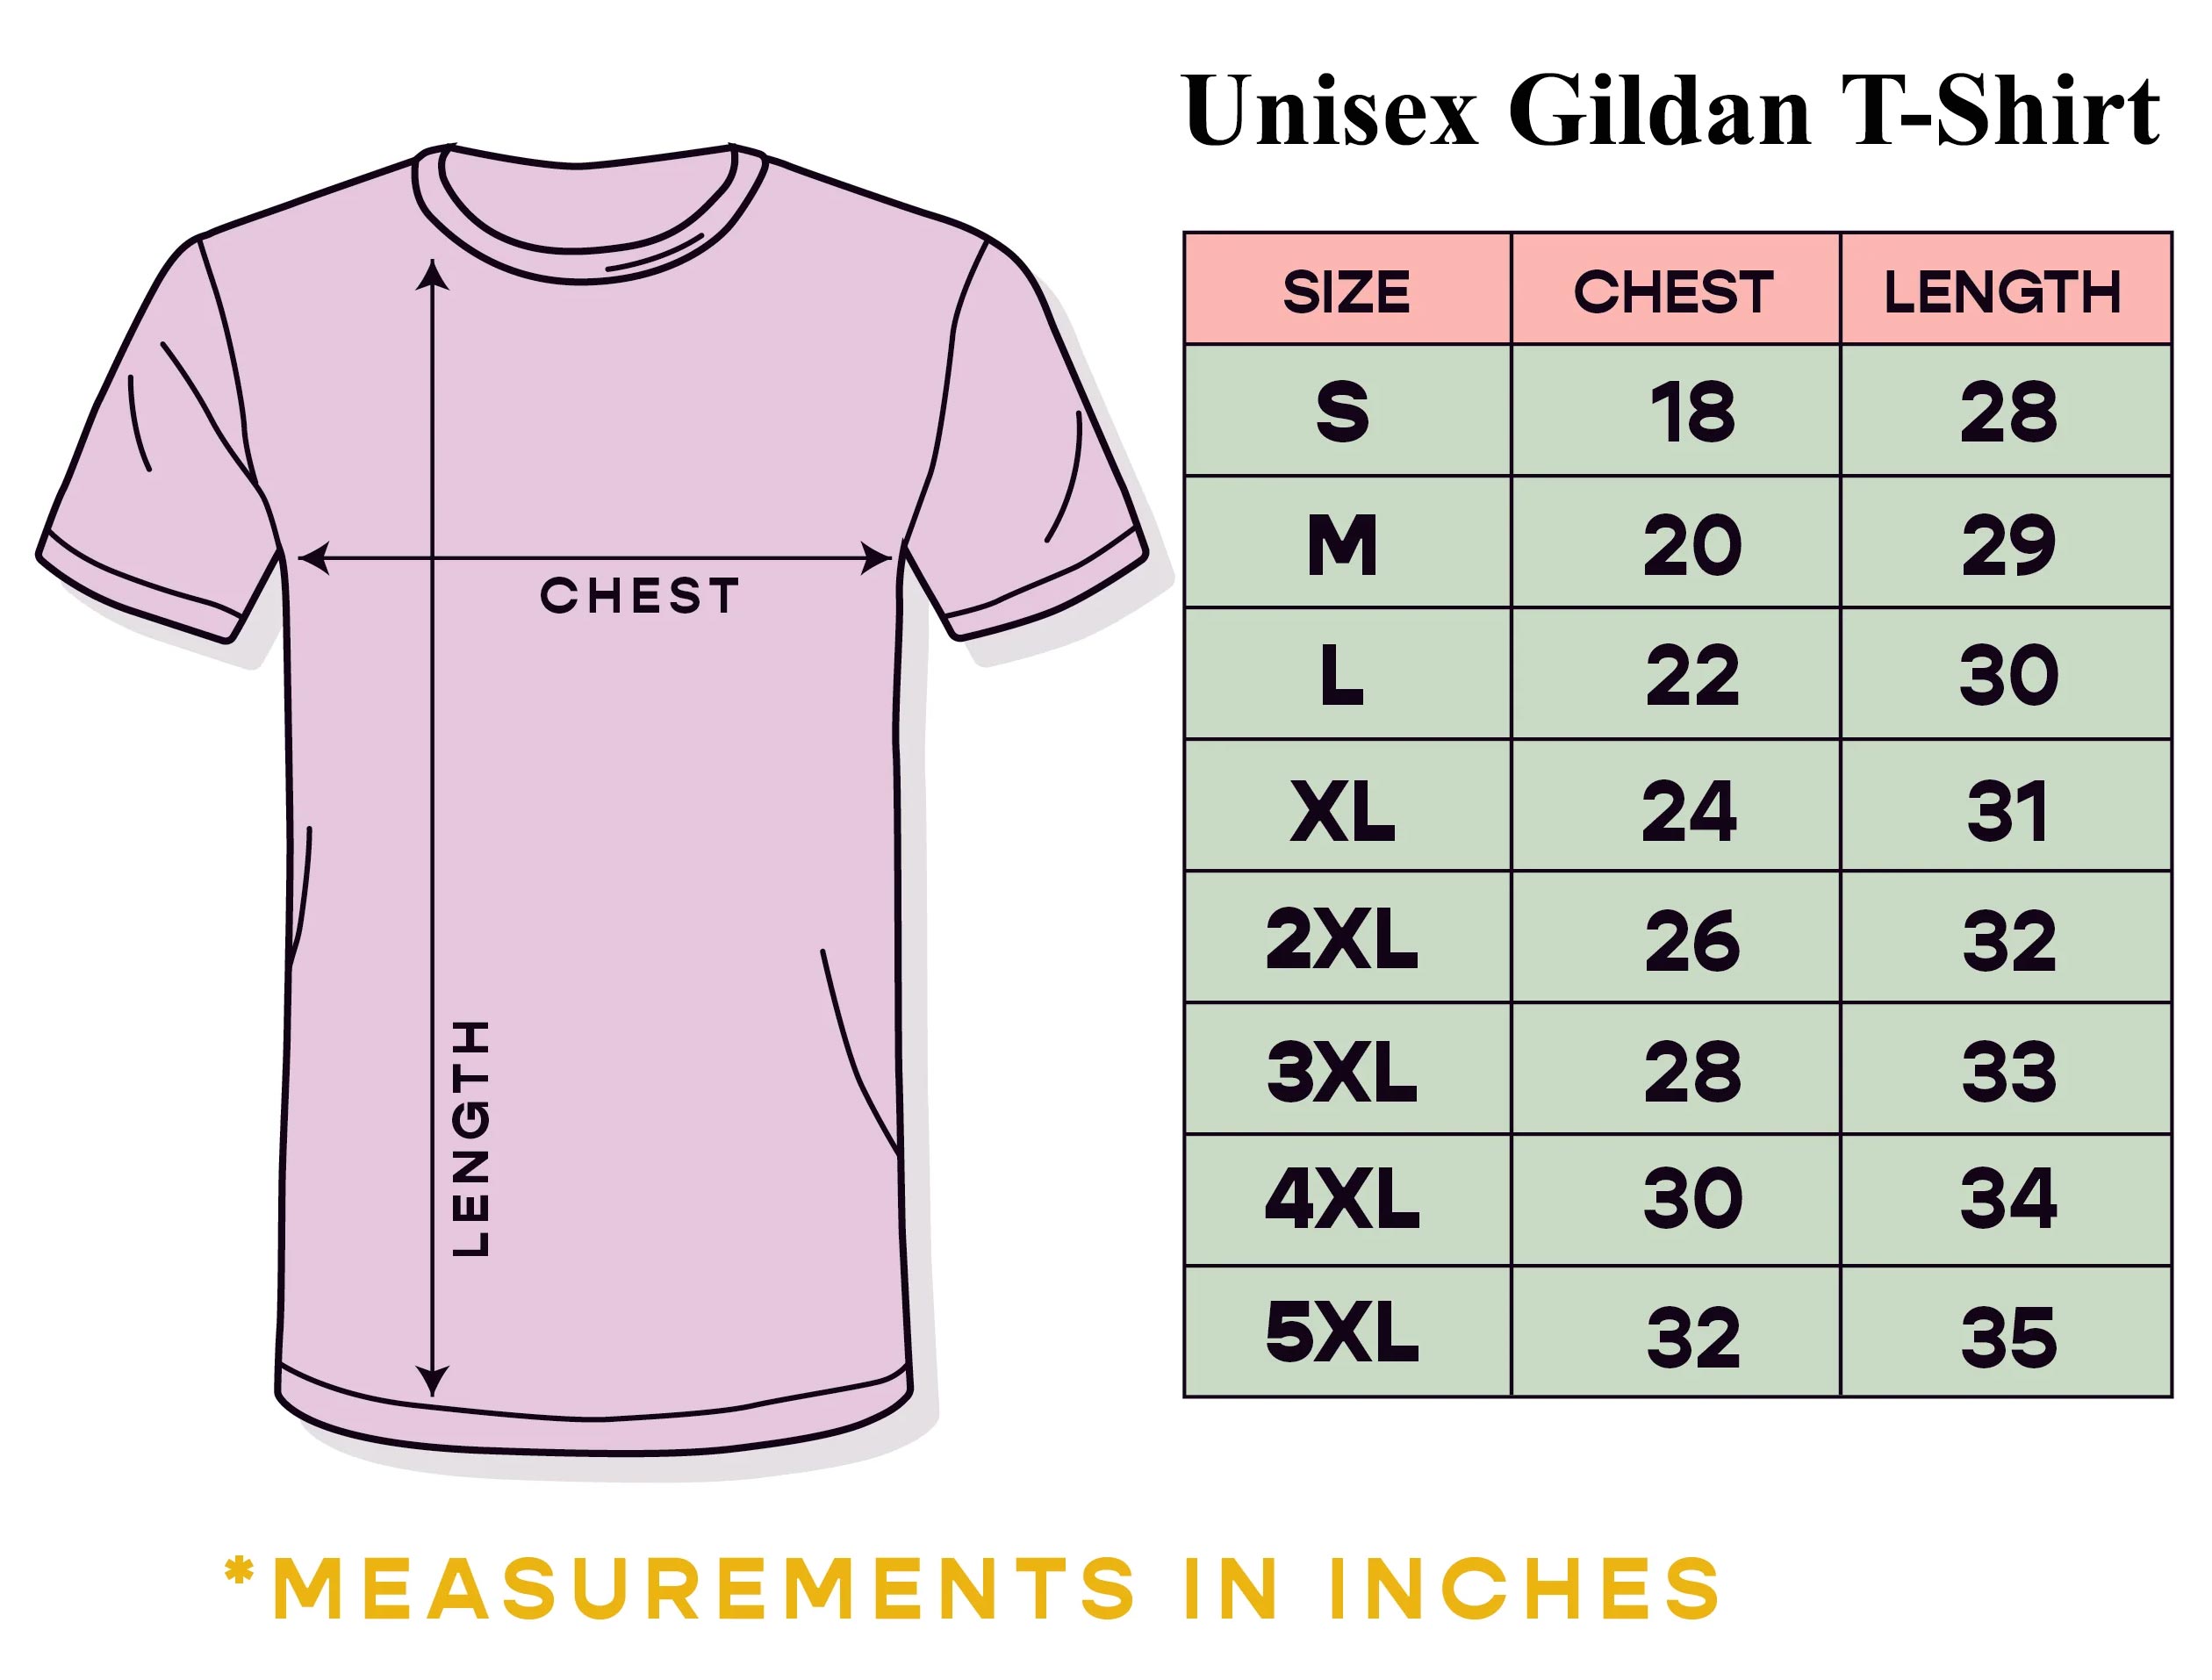 Unisex Gildan T-Shirt
SIZE CHEST LENGTH
S 18 28
M 20 29
L 22 30
XL 24 31
2XL 26 32
3XL 28 33
4XL 30 34
5XL 32 35
CHEST
LENGTH
*MEASUREMENTS IN INCHES